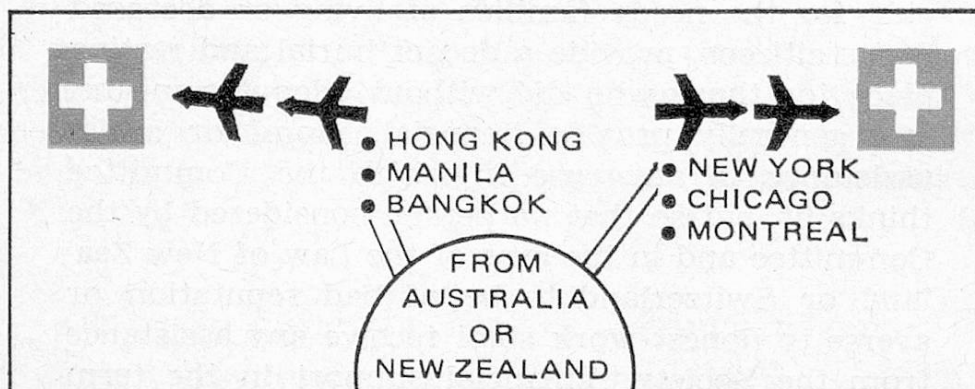 HONG KONG
MANILA
BANGKOK
NEW YORK
CHICAGO
MONTREAL
FROM
AUSTRALIA
OR
NEW ZEALAND